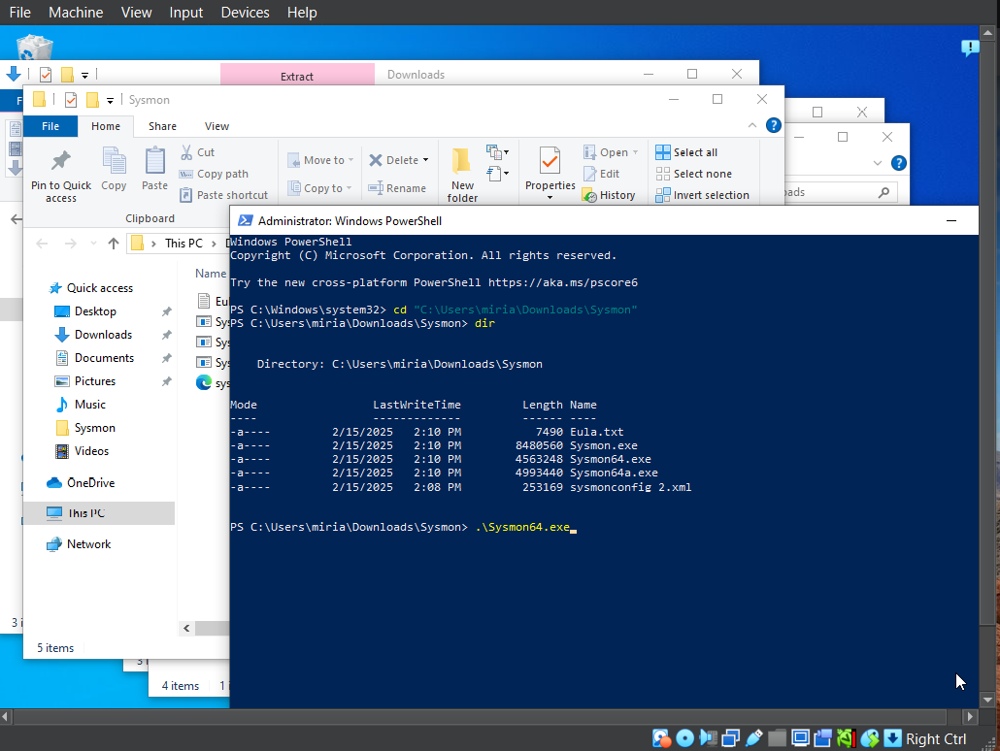 File Machine View Input Devices Help
Extract Downloads
Sysmon
File Home Share View
Pin to Quick access
Copy
Paste
Cut
Copy path
Paste shortcut
Clipboard
Move to
Copy to
Delete
Rename
New folder
Properties
Open
Edit
History
Select all
Select none
Invert selection
This PC
Name
Quick access
Desktop
Downloads
Documents
Pictures
Music
Sysmon
Videos
OneDrive
This PC
Network
5 items
4 items
Administrator: Windows PowerShell
Windows PowerShell
Copyright (C) Microsoft Corporation. All rights reserved.
Try the new cross-platform PowerShell https://aka.ms/pscore6
PS C:\Windows\system32> cd "C:\Users\miria\Downloads\Sysmon"
PS C:\Users\miria\Downloads\Sysmon> dir
Directory: C:\Users\miria\Downloads\Sysmon
Mode LastWriteTime Length Name
---- ------------- ------ ----
-a---- 2/15/2025 2:10 PM 7490 Eula.txt
-a---- 2/15/2025 2:10 PM 8480560 Sysmon.exe
-a---- 2/15/2025 2:10 PM 4563248 Sysmon64.exe
-a---- 2/15/2025 2:10 PM 4993440 Sysmon64a.exe
-a---- 2/15/2025 2:08 PM 253169 sysmonconfig 2.xml
PS C:\Users\miria\Downloads\Sysmon> .\Sysmon64.exe
Right Ctrl